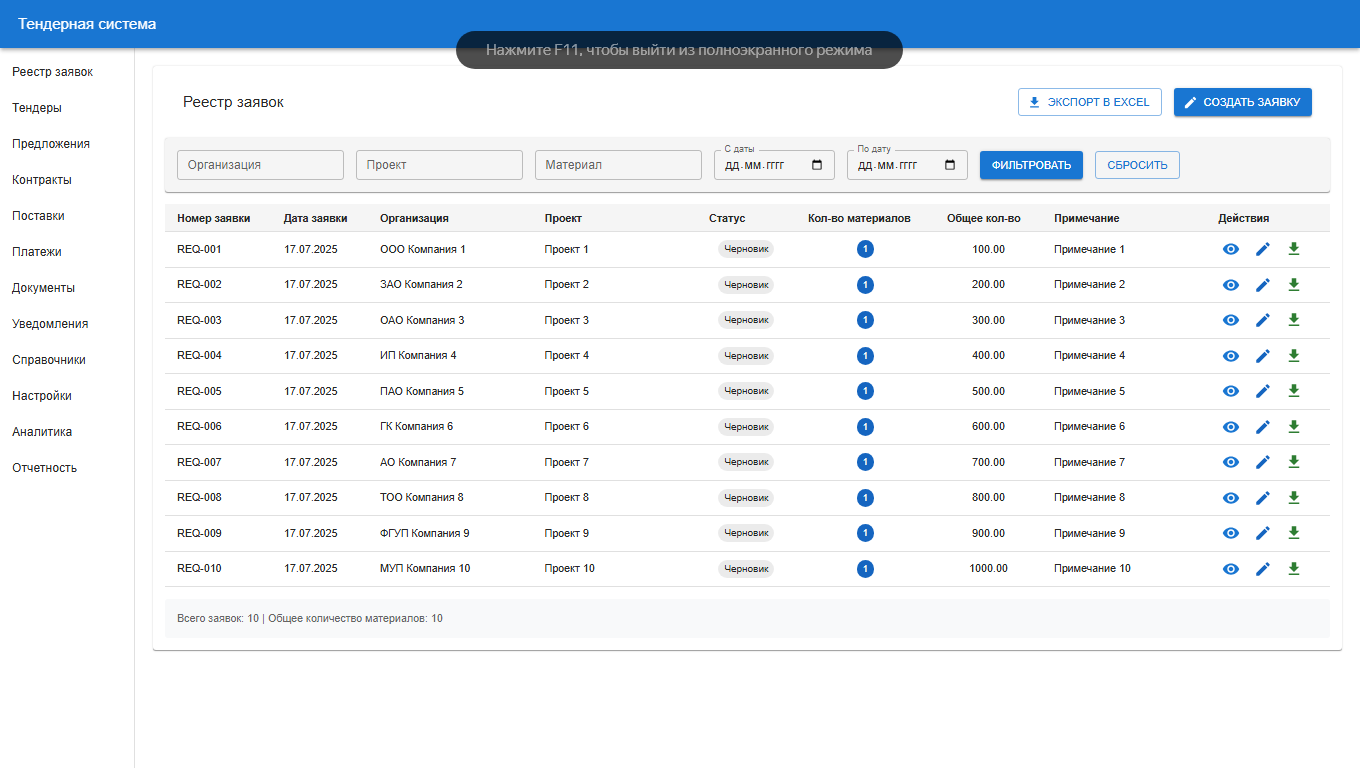 Тендерная система
Нажмите F11, чтобы выйти из полноэкранного режима
Реестр заявок
Тендеры
Предложения
Контракты
Поставки
Платежи
Документы
Уведомления
Справочники
Настройки
Аналитика
Отчетность
Реестр заявок
ЭКСПОРТ В EXCEL СОЗДАТЬ ЗАЯВКУ
С даты По дату
Организация Проект Материал ДД.ММ.ГГГГ ДД.ММ.ГГГГ ФИЛЬТРОВАТЬ СБРОСИТЬ
Номер заявки Дата заявки Организация Проект Статус Кол-во материалов Общее кол-во Примечание Действия
REQ-001 17.07.2025 ООО Компания 1 Проект 1 Черновик 1 100.00 Примечание 1
REQ-002 17.07.2025 ЗАО Компания 2 Проект 2 Черновик 1 200.00 Примечание 2
REQ-003 17.07.2025 ОАО Компания 3 Проект 3 Черновик 1 300.00 Примечание 3
REQ-004 17.07.2025 ИП Компания 4 Проект 4 Черновик 1 400.00 Примечание 4
REQ-005 17.07.2025 ПАО Компания 5 Проект 5 Черновик 1 500.00 Примечание 5
REQ-006 17.07.2025 ГК Компания 6 Проект 6 Черновик 1 600.00 Примечание 6
REQ-007 17.07.2025 АО Компания 7 Проект 7 Черновик 1 700.00 Примечание 7
REQ-008 17.07.2025 ТОО Компания 8 Проект 8 Черновик 1 800.00 Примечание 8
REQ-009 17.07.2025 ФГУП Компания 9 Проект 9 Черновик 1 900.00 Примечание 9
REQ-010 17.07.2025 МУП Компания 10 Проект 10 Черновик 1 1000.00 Примечание 10
Всего заявок: 10 | Общее количество материалов: 10